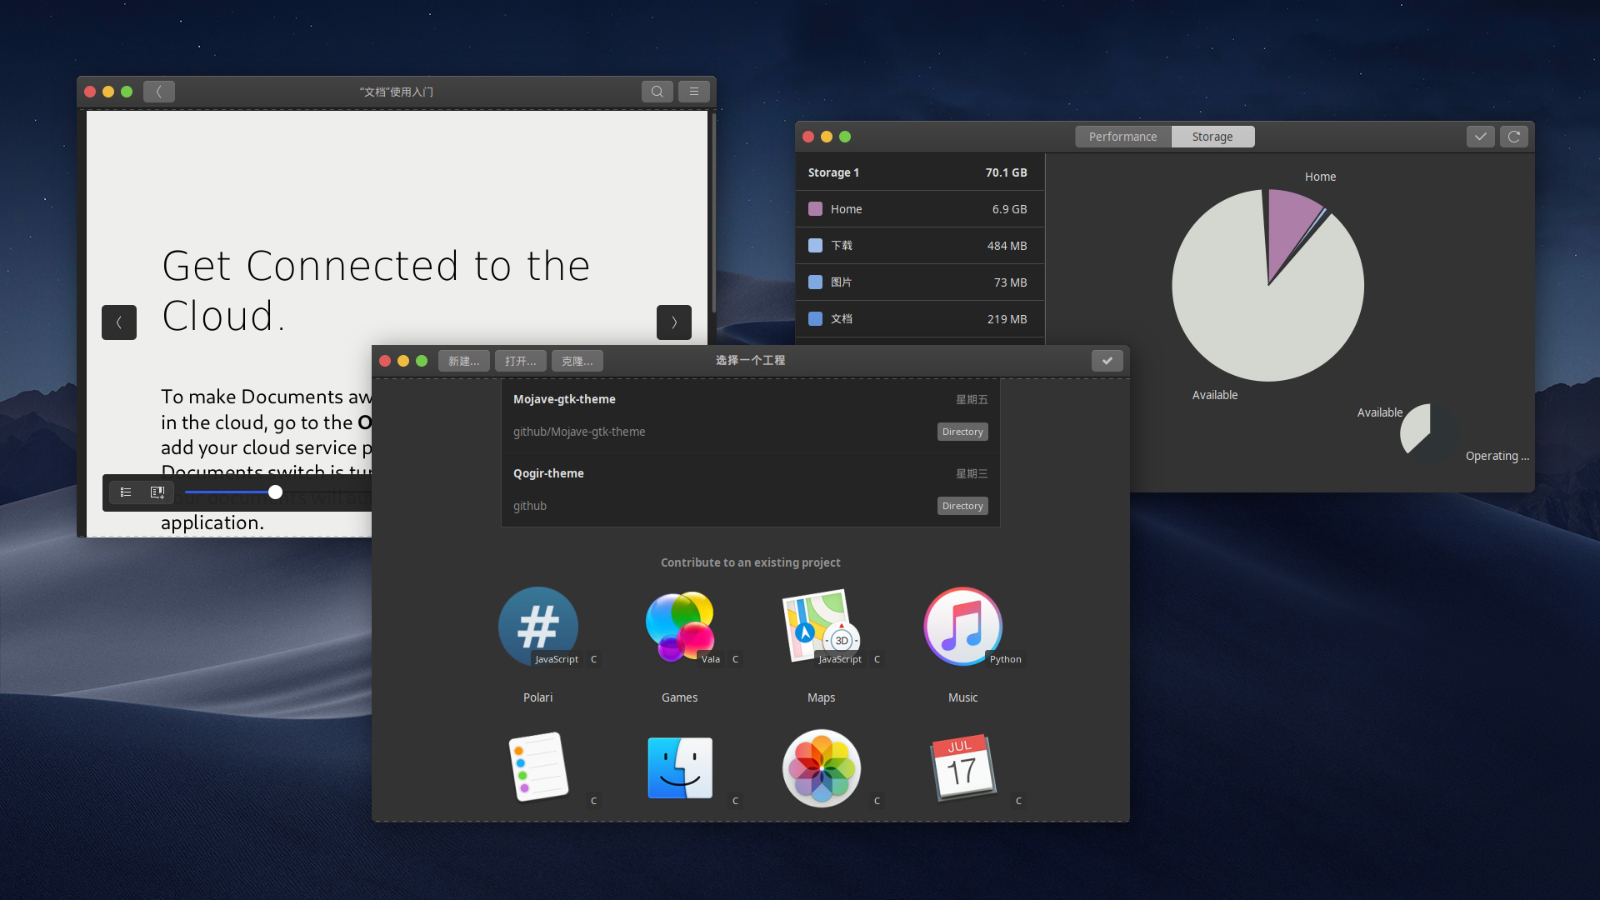 “文档”使用入门
Get Connected to the
Cloud.
To make Documents aw
in the cloud, go to the O
add your cloud service p
Documents switch is tur
application.
Performance
Storage
Storage 1 70.1 GB
Home 6.9 GB
下载 484 MB
图片 73 MB
文档 219 MB
Home
Available
Available
Operating ...
新建... 打开... 克隆... 选择一个工程
Mojave-gtk-theme 星期五
github/Mojave-gtk-theme Directory
Qogir-theme 星期三
github Directory
Contribute to an existing project
#
3D
JavaScript C
Vala C
JavaScript C
Python
Polari Games Maps Music
JUL
17
C C C C